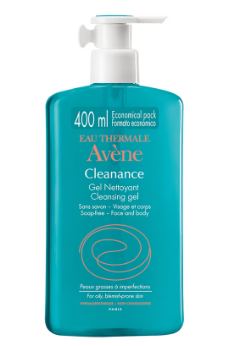 400 ml Economical pack
Formato económico
EAU THERMALE
Avène
Cleanance
Gel Nettoyant
Cleansing gel
Sans savon - Visage et corps
Soap-free - Face and body
Peaux grasses à imperfections
For oily, blemish-prone skin
PARIS